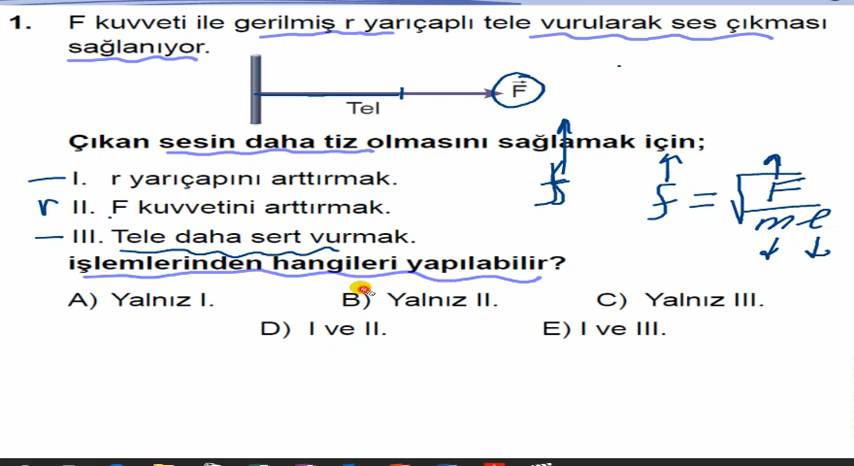 1. F kuvveti ile gerilmiş r yarıçaplı tele vurularak ses çıkması
sağlanıyor.
F
Tel
Çıkan sesin daha tiz olmasını sağlamak için;
I. r yarıçapını arttırmak.
II. F kuvvetini arttırmak.
III. Tele daha sert vurmak.
f = √F
m l
işlemlerinden hangileri yapılabilir?
A) Yalnız I. B) Yalnız II. C) Yalnız III.
D) I ve II. E) I ve III.